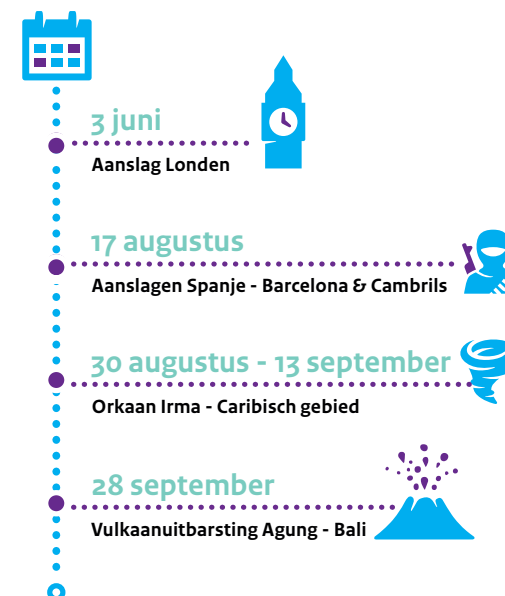 3 juni
Aanslag Londen
17 augustus
Aanslagen Spanje - Barcelona & Cambrils
30 augustus - 13 september
Orkaan Irma - Caribisch gebied
28 september
Vulkaanuitbarsting Agung - Bali